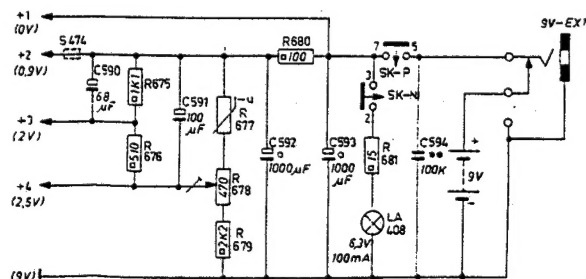 +1
(0V)
+2
(0,9V)
S474
C590
68
µF
1K1
R675
+3
(2V)
510
R
676
C591
100
µF
+4
(2,5V)
R
677
470
R
678
2K2
R
679
R680
100
C592
1000µF
C593
1000
µF
7
5
SK-P
3
SK-N
2
15
R
681
LA
408
6,3V
100mA
C594
100K
+
9V
-
9V-EXT
(9V)